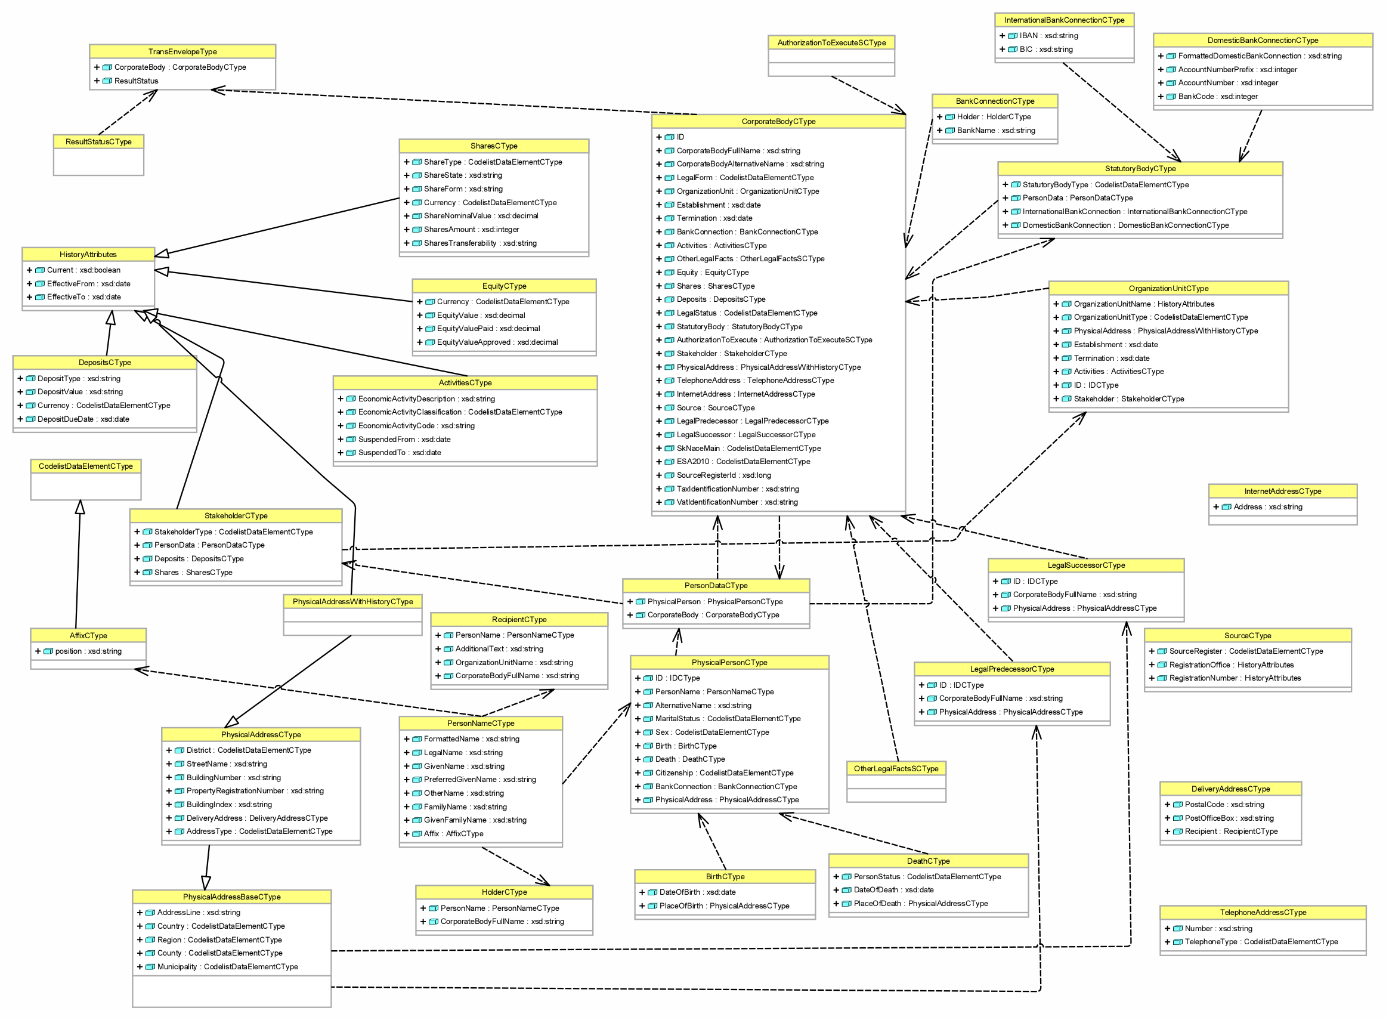 TransEnvelopeType
+ CorporateBody : CorporateBodyCType
+ ResultStatus
ResultStatusCType
AuthorizationToExecuteSCType
InternationalBankConnectionCType
+ IBAN : xsd:string
+ BIC : xsd:string
DomesticBankConnectionCType
+ FormattedDomesticBankConnection : xsd:string
+ AccountNumberPrefix : xsd:integer
+ AccountNumber : xsd:integer
+ BankCode : xsd:integer
BankConnectionCType
+ Holder : HolderCType
+ BankName : xsd:string
CorporateBodyCType
+ ID
+ CorporateBodyFullName : xsd:string
+ CorporateBodyAlternativeName : xsd:string
+ LegalForm : CodelistDataElementCType
+ OrganizationUnit : OrganizationUnitCType
+ Establishment : xsd:date
+ Termination : xsd:date
+ BankConnection : BankConnectionCType
+ Activities : ActivitiesCType
+ OtherLegalFacts : OtherLegalFactsSCType
+ Equity : EquityCType
+ Shares : SharesCType
+ Deposits : DepositsCType
+ LegalStatus : CodelistDataElementCType
+ StatutoryBody : StatutoryBodyCType
+ AuthorizationToExecute : AuthorizationToExecuteSCType
+ Stakeholder : StakeholderCType
+ PhysicalAddress : PhysicalAddressWithHistoryCType
+ TelephoneAddress : TelephoneAddressCType
+ InternetAddress : InternetAddressCType
+ Source : SourceCType
+ LegalPredecessor : LegalPredecessorCType
+ LegalSuccessor : LegalSuccessorCType
+ SkNaceMain : CodelistDataElementCType
+ ESA2010 : CodelistDataElementCType
+ SourceRegisterId : xsd:long
+ TaxIdentificationNumber : xsd:string
+ VatIdentificationNumber : xsd:string
StatutoryBodyCType
+ StatutoryBodyType : CodelistDataElementCType
+ PersonData : PersonDataCType
+ InternationalBankConnection : InternationalBankConnectionCType
+ DomesticBankConnection : DomesticBankConnectionCType
SharesCType
+ ShareType : CodelistDataElementCType
+ ShareState : xsd:string
+ ShareForm : xsd:string
+ Currency : CodelistDataElementCType
+ ShareNominalValue : xsd:decimal
+ SharesAmount : xsd:integer
+ SharesTransferability : xsd:string
HistoryAttributes
+ Current : xsd:boolean
+ EffectiveFrom : xsd:date
+ EffectiveTo : xsd:date
EquityCType
+ Currency : CodelistDataElementCType
+ EquityValue : xsd:decimal
+ EquityValuePaid : xsd:decimal
+ EquityValueApproved : xsd:decimal
OrganizationUnitCType
+ OrganizationUnitName : HistoryAttributes
+ OrganizationUnitType : CodelistDataElementCType
+ PhysicalAddress : PhysicalAddressWithHistoryCType
+ Establishment : xsd:date
+ Termination : xsd:date
+ Activities : ActivitiesCType
+ ID : IDCType
+ Stakeholder : StakeholderCType
DepositsCType
+ DepositType : xsd:string
+ DepositValue : xsd:string
+ Currency : CodelistDataElementCType
+ DepositDueDate : xsd:date
ActivitiesCType
+ EconomicActivityDescription : xsd:string
+ EconomicActivityClassification : CodelistDataElementCType
+ EconomicActivityCode : xsd:string
+ SuspendedFrom : xsd:date
+ SuspendedTo : xsd:date
CodelistDataElementCType
StakeholderCType
+ StakeholderType : CodelistDataElementCType
+ PersonData : PersonDataCType
+ Deposits : DepositsCType
+ Shares : SharesCType
InternetAddressCType
+ Address : xsd:string
LegalSuccessorCType
+ ID : IDCType
+ CorporateBodyFullName : xsd:string
+ PhysicalAddress : PhysicalAddressCType
PersonDataCType
+ PhysicalPerson : PhysicalPersonCType
+ CorporateBody : CorporateBodyCType
PhysicalAddressWithHistoryCType
RecipientCType
+ PersonName : PersonNameCType
+ AdditionalText : xsd:string
+ OrganizationUnitName : xsd:string
+ CorporateBodyFullName : xsd:string
AffixCType
+ position : xsd:string
SourceCType
+ SourceRegister : CodelistDataElementCType
+ RegistrationOffice : HistoryAttributes
+ RegistrationNumber : HistoryAttributes
PhysicalPersonCType
+ ID : IDCType
+ PersonName : PersonNameCType
+ AlternativeName : xsd:string
+ MaritalStatus : CodelistDataElementCType
+ Sex : CodelistDataElementCType
+ Birth : BirthCType
+ Death : DeathCType
+ Citizenship : CodelistDataElementCType
+ BankConnection : BankConnectionCType
+ PhysicalAddress : PhysicalAddressCType
LegalPredecessorCType
+ ID : IDCType
+ CorporateBodyFullName : xsd:string
+ PhysicalAddress : PhysicalAddressCType
PersonNameCType
+ FormattedName : xsd:string
+ LegalName : xsd:string
+ GivenName : xsd:string
+ PreferredGivenName : xsd:string
+ OtherName : xsd:string
+ FamilyName : xsd:string
+ GivenFamilyName : xsd:string
+ Affix : AffixCType
PhysicalAddressCType
+ District : CodelistDataElementCType
+ StreetName : xsd:string
+ BuildingNumber : xsd:string
+ PropertyRegistrationNumber : xsd:string
+ BuildingIndex : xsd:string
+ DeliveryAddress : DeliveryAddressCType
+ AddressType : CodelistDataElementCType
OtherLegalFactsSCType
DeliveryAddressCType
+ PostalCode : xsd:string
+ PostOfficeBox : xsd:string
+ Recipient : RecipientCType
DeathCType
+ PersonStatus : CodelistDataElementCType
+ DateOfDeath : xsd:date
+ PlaceOfDeath : PhysicalAddressCType
BirthCType
+ DateOfBirth : xsd:date
+ PlaceOfBirth : PhysicalAddressCType
HolderCType
+ PersonName : PersonNameCType
+ CorporateBodyFullName : xsd:string
PhysicalAddressBaseCType
+ AddressLine : xsd:string
+ Country : CodelistDataElementCType
+ Region : CodelistDataElementCType
+ County : CodelistDataElementCType
+ Municipality : CodelistDataElementCType
TelephoneAddressCType
+ Number : xsd:string
+ TelephoneType : CodelistDataElementCType